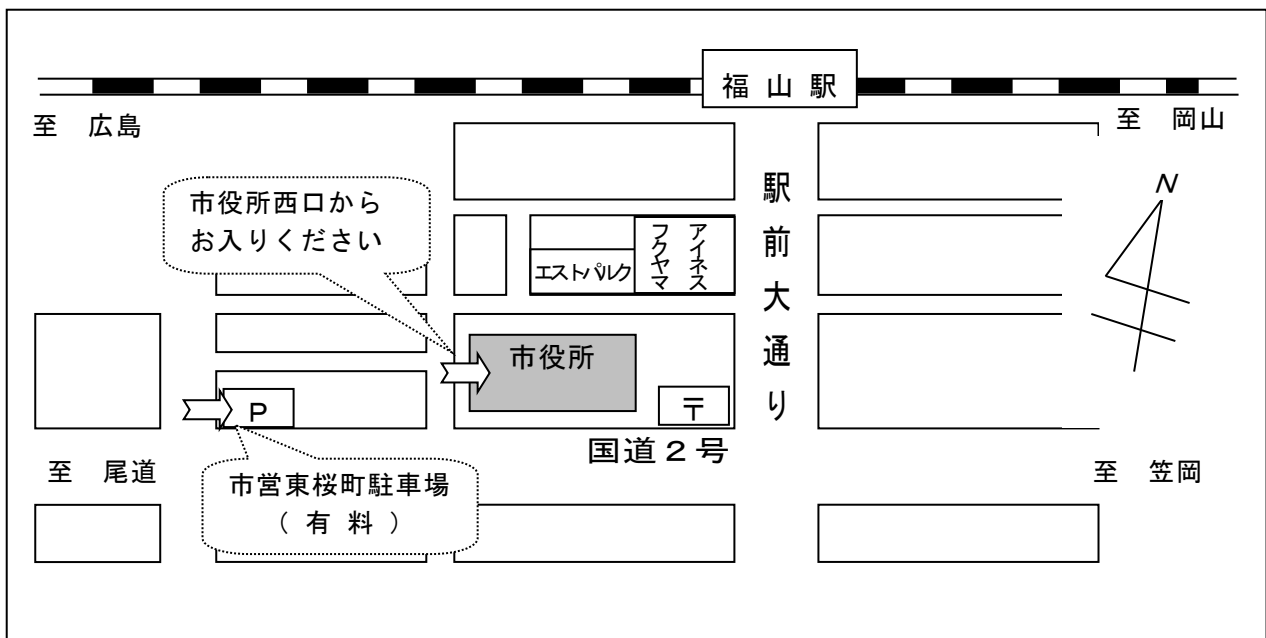 福山駅
至 広島
至 岡山
市役所西口から
お入りください
駅前大通り
N
アイネス
フクヤマ
エストパルク
市役所
P
〒
国道2号
至 尾道
市営東桜町駐車場
(有料)
至 笠岡